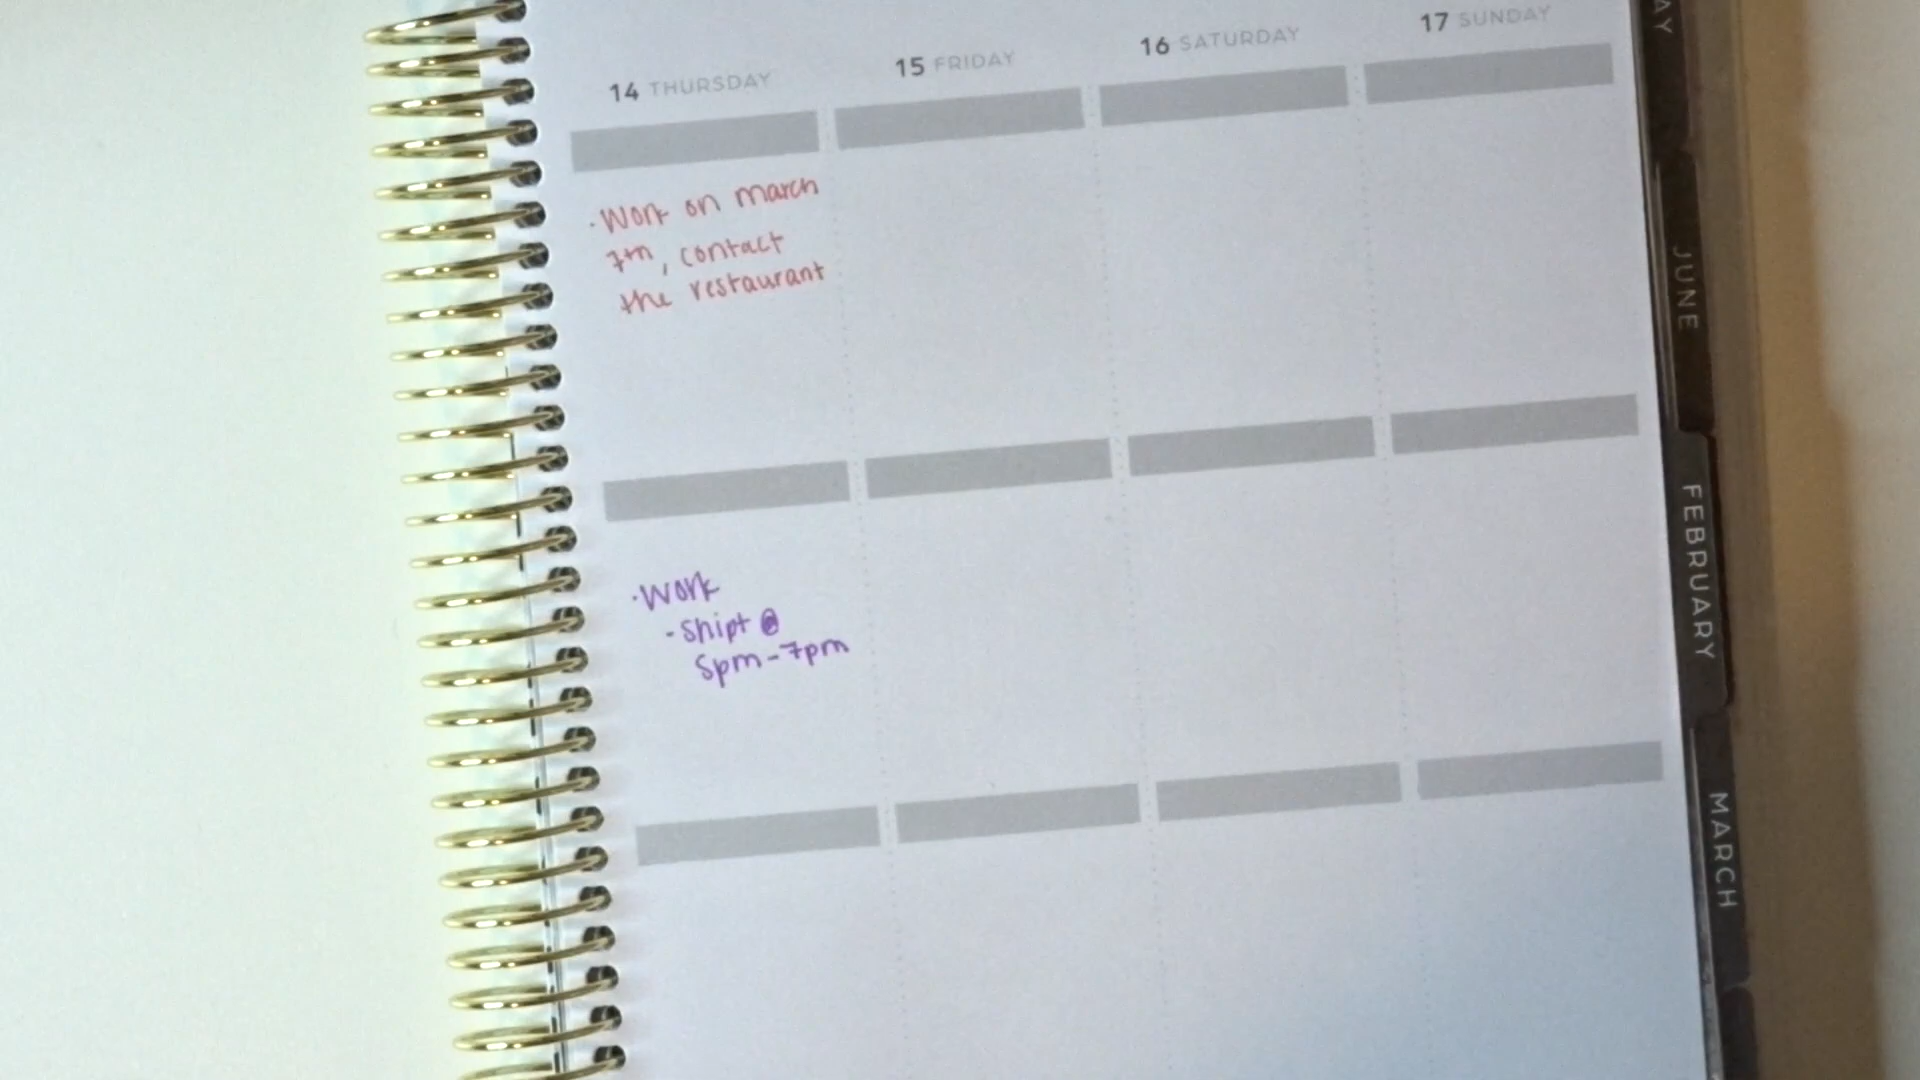 14 THURSDAY
15 FRIDAY
16 SATURDAY
17 SUNDAY
· Work on march
7th, contact
the restaurant
· Work
- Shipt @
5pm - 7pm
AY
JUNE
FEBRUARY
MARCH